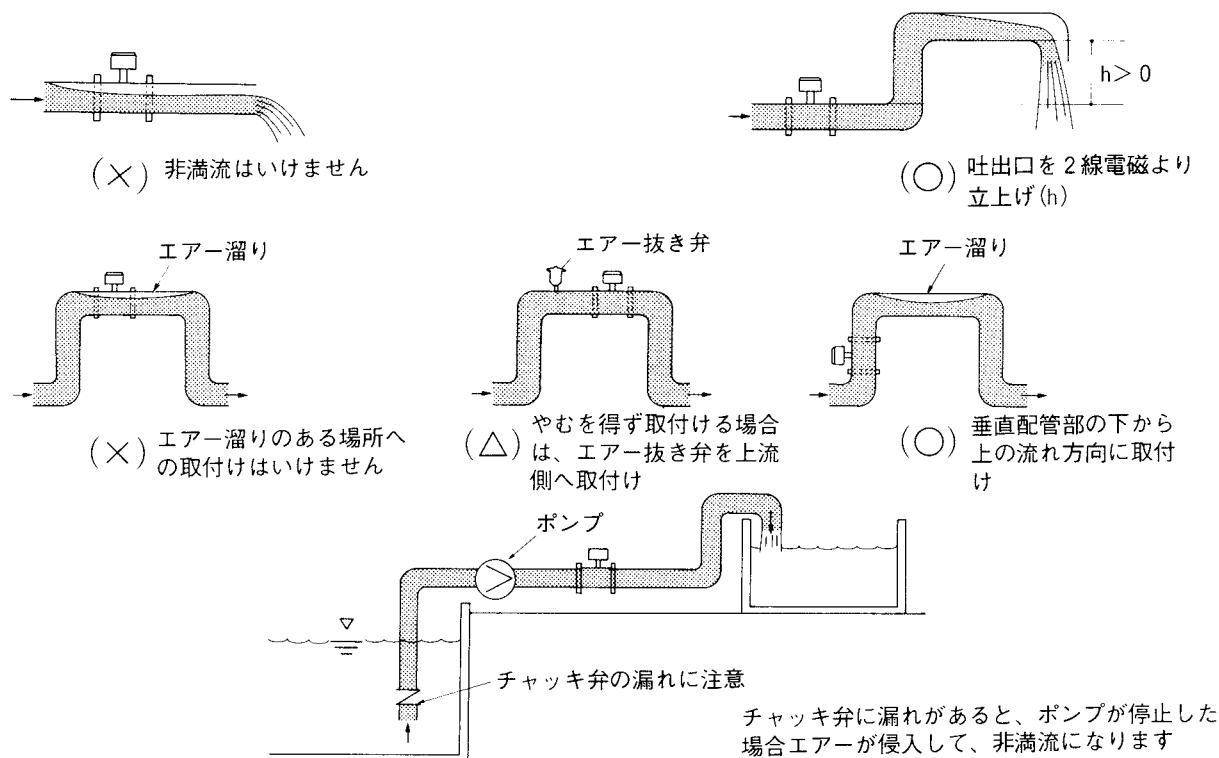 h＞0
(×) 非満流はいけません
(○) 吐出口を2線電磁より
立上げ(h)
エアー溜り
エアー抜き弁
エアー溜り
(×) エアー溜りのある場所へ
の取付けはいけません
(△) やむを得ず取付ける場合
は、エアー抜き弁を上流
側へ取付け
(○) 垂直配管部の下から
上の流れ方向に取付
け
ポンプ
チャッキ弁の漏れに注意
チャッキ弁に漏れがあると、ポンプが停止した
場合エアーが侵入して、非満流になります